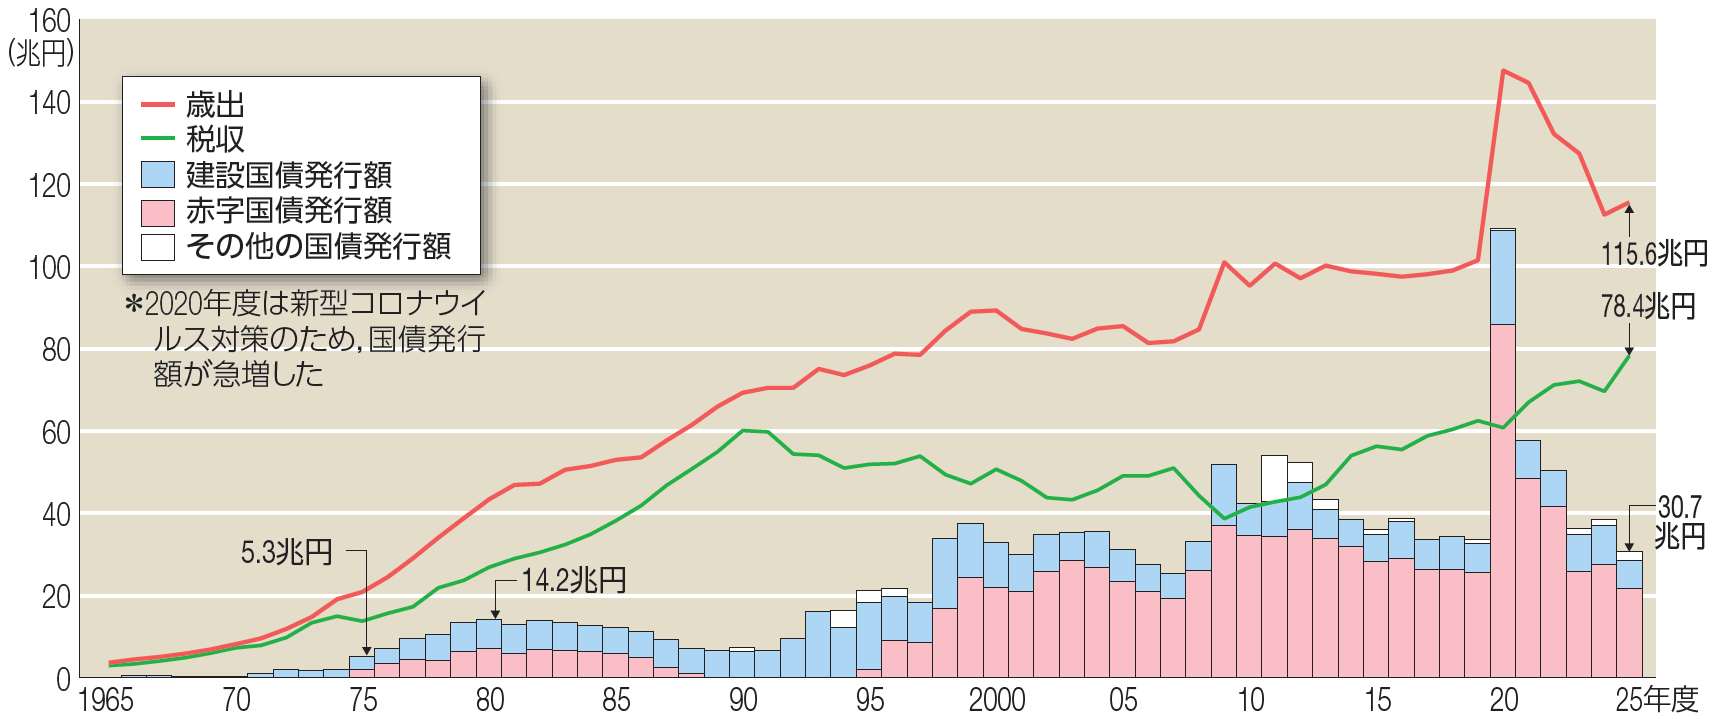 160
(兆円)
140
120
100
80
60
40
20
0
歳出
税収
建設国債発行額
赤字国債発行額
その他の国債発行額
＊2020年度は新型コロナウイ
ルス対策のため，国債発行
額が急増した
115.6兆円
78.4兆円
30.7
兆円
5.3兆円
14.2兆円
1965 70 75 80 85 90 95 2000 05 10 15 20 25年度